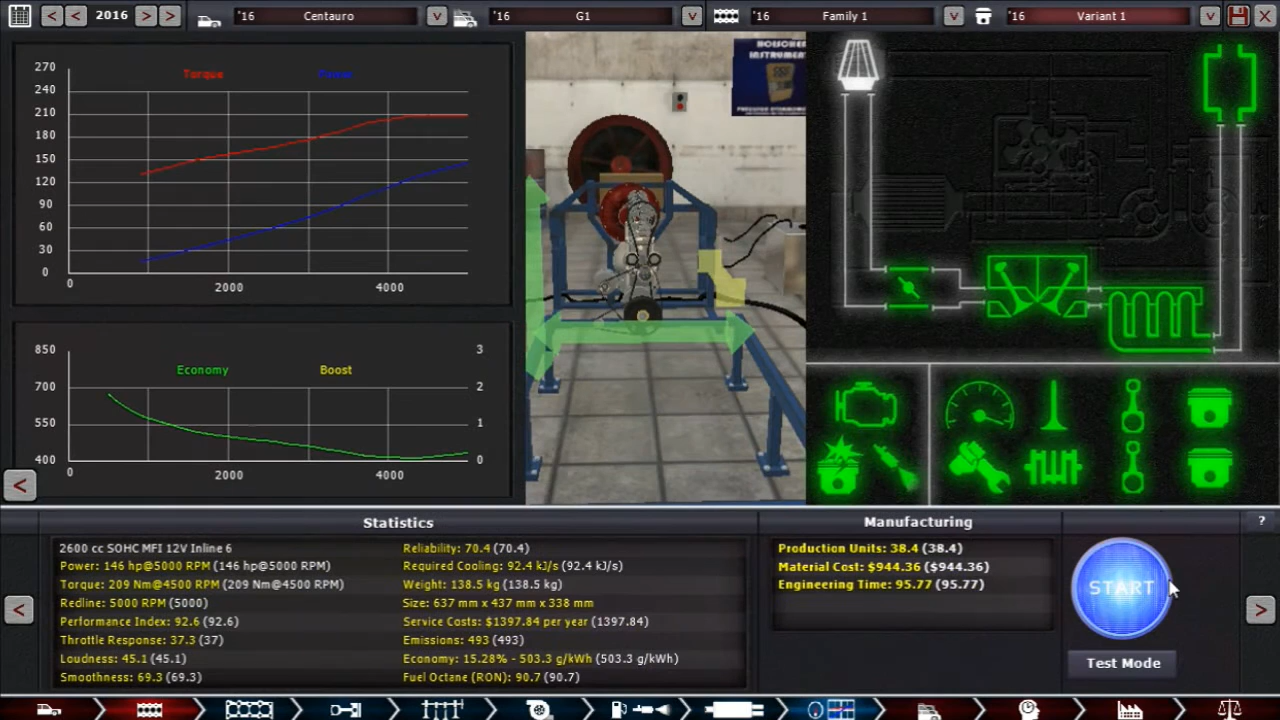 2016
'16 Centauro
'16 G1
'16 Family 1
'16 Variant 1
270
240
210
180
150
120
90
60
30
0
Torque
Power
0
2000
4000
850
700
550
400
Economy
Boost
3
2
1
0
0
2000
4000
INSTRUMENT
Statistics
2600 cc SOHC MFI 12V Inline 6
Power: 146 hp@5000 RPM (146 hp@5000 RPM)
Torque: 209 Nm@4500 RPM (209 Nm@4500 RPM)
Redline: 5000 RPM (5000)
Performance Index: 92.6 (92.6)
Throttle Response: 37.3 (37)
Loudness: 45.1 (45.1)
Smoothness: 69.3 (69.3)
Reliability: 70.4 (70.4)
Required Cooling: 92.4 kJ/s (92.4 kJ/s)
Weight: 138.5 kg (138.5 kg)
Size: 637 mm x 437 mm x 338 mm
Service Costs: $1397.84 per year (1397.84)
Emissions: 493 (493)
Economy: 15.28% - 503.3 g/kWh (503.3 g/kWh)
Fuel Octane (RON): 90.7 (90.7)
Manufacturing
Production Units: 38.4 (38.4)
Material Cost: $944.36 ($944.36)
Engineering Time: 95.77 (95.77)
?
START
Test Mode